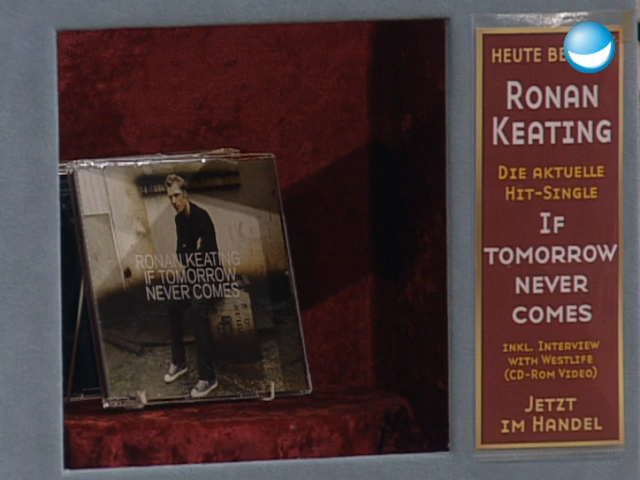 RONAN KEATING
IF TOMORROW
NEVER COMES
HEUTE
RONAN
KEATING
DIE AKTUELLE
HIT-SINGLE
IF
TOMORROW
NEVER
COMES
INKL. INTERVIEW
WITH WESTLIFE
(CD-ROM VIDEO)
JETZT
IM HANDEL